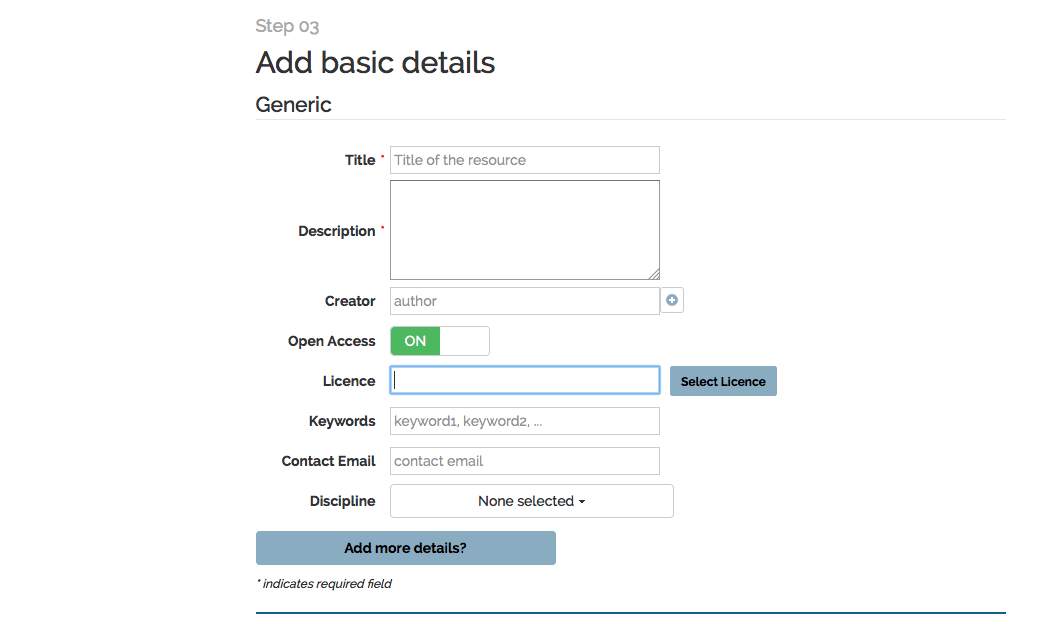 Step 03
Add basic details
Generic
Title * Title of the resource
Description *
Creator author
Open Access ON
Licence Select Licence
Keywords keyword1, keyword2, ...
Contact Email contact email
Discipline None selected
Add more details?
* indicates required field